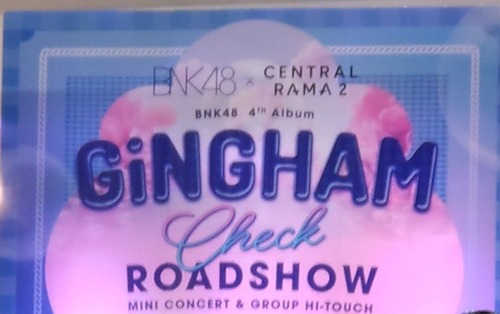 BNK48 × CENTRAL RAMA 2
BNK48 4TH Album
GiNGHAM
Check
ROADSHOW
MINI CONCERT & GROUP HI-TOUCH